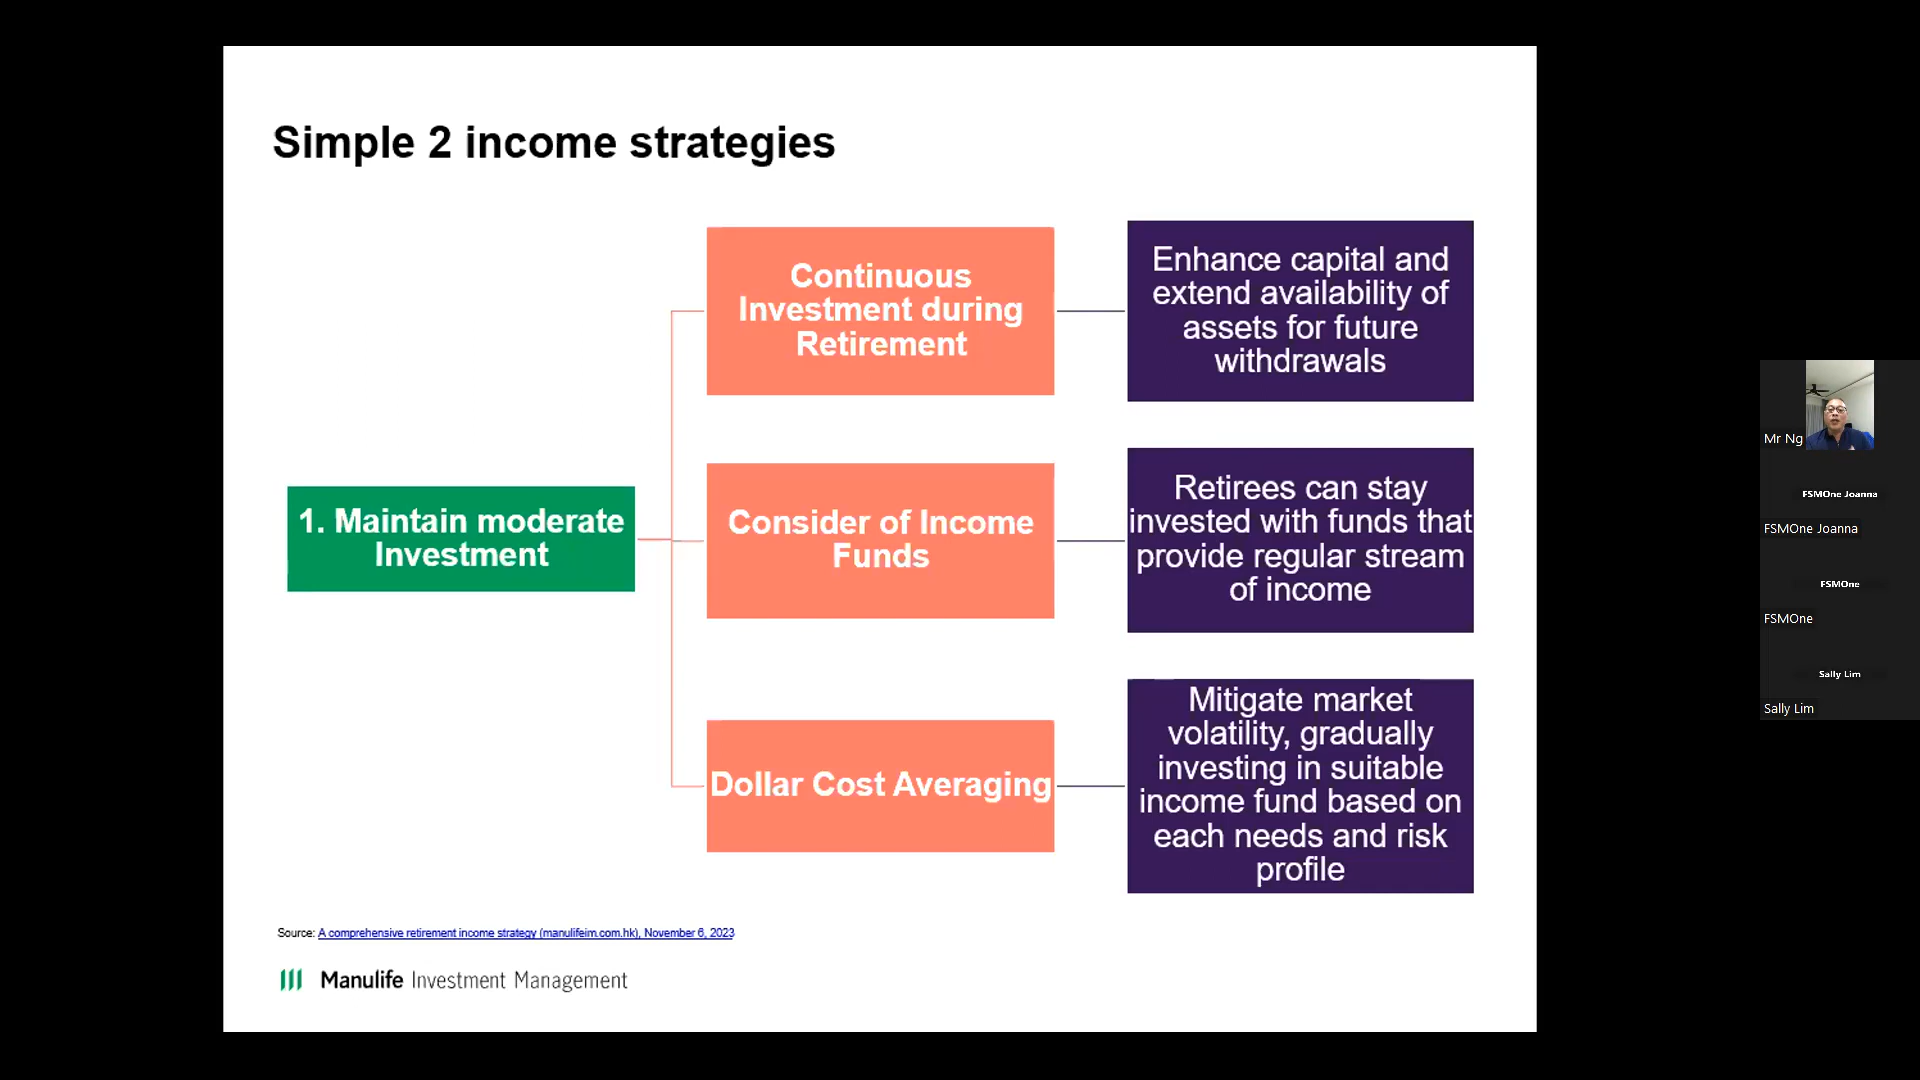 Simple 2 income strategies
1. Maintain moderate
Investment
Continuous
Investment during
Retirement
Enhance capital and
extend availability of
assets for future
withdrawals
Consider of Income
Funds
Retirees can stay
invested with funds that
provide regular stream
of income
Dollar Cost Averaging
Mitigate market
volatility, gradually
investing in suitable
income fund based on
each needs and risk
profile
Source: A comprehensive retirement income strategy (manulifeim.com.hk), November 6, 2023
Manulife Investment Management
Mr Ng
FSMOne Joanna
FSMOne Joanna
FSMOne
FSMOne
Sally Lim
Sally Lim